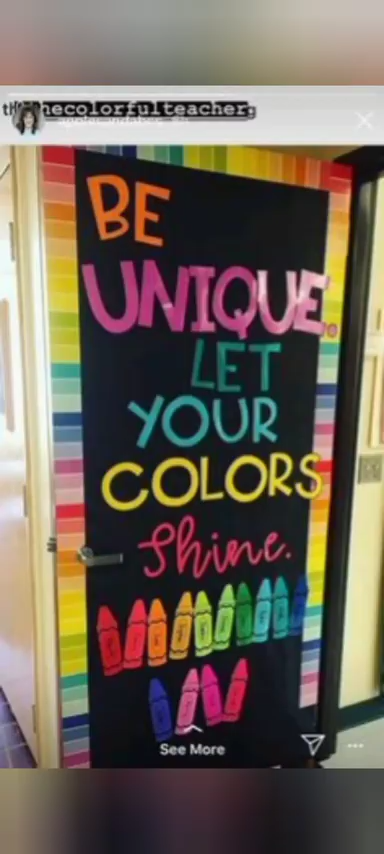 thecolorfulteacher
BE
UNIQUE.
LET
YOUR
COLORS
Shine.
See More